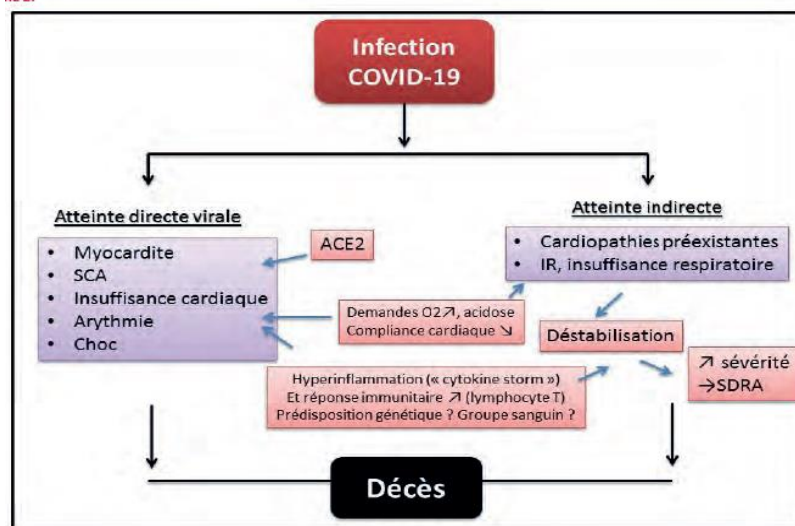 Infection
COVID-19
Atteinte directe virale
• Myocardite
• SCA
• Insuffisance cardiaque
• Arythmie
• Choc
ACE2
Atteinte indirecte
• Cardiopathies préexistantes
• IR, insuffisance respiratoire
Demandes O2↗, acidose
Compliance cardiaque ↘
Déstabilisation
↗ sévérité
→SDRA
Hyperinflammation (« cytokine storm »)
Et réponse immunitaire ↗ (lymphocyte T)
Prédisposition génétique ? Groupe sanguin ?
Décès